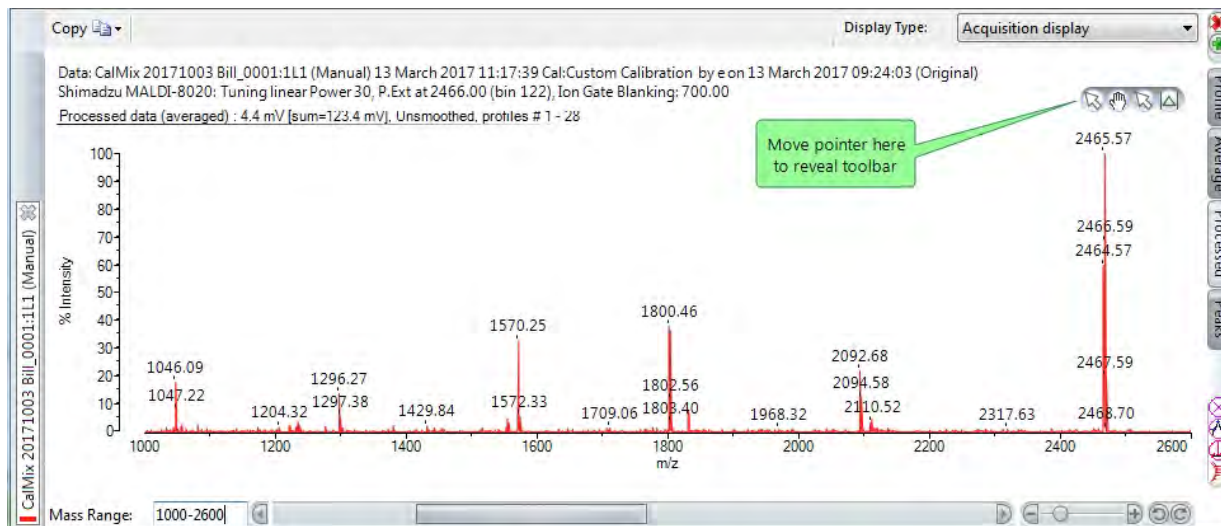 Copy
Display Type:
Acquisition display
Data: CalMix 20171003 Bill_0001:1L1 (Manual) 13 March 2017 11:17:39 Cal:Custom Calibration by e on 13 March 2017 09:24:03 (Original)
Shimadzu MALDI-8020: Tuning linear Power 30, P.Ext at 2466.00 (bin 122), Ion Gate Blanking: 700.00
Processed data (averaged) : 4.4 mV [sum=123.4 mV], Unsmoothed, profiles # 1 - 28
Move pointer here
to reveal toolbar
% Intensity
100
90
80
70
60
50
40
30
20
10
0
1046.09
1047.22
1204.32
1296.27
1297.38
1429.84
1570.25
1572.33
1709.06
1800.46
1802.56
1803.40
1968.32
2092.68
2094.58
2110.52
2317.63
2465.57
2466.59
2464.57
2467.59
2468.70
1000
1200
1400
1600
1800
2000
2200
2400
2600
m/z
CalMix 20171003 Bill_0001:1L1 (Manual)
Profile
Average
Processed
Peaks
Mass Range:
1000-2600